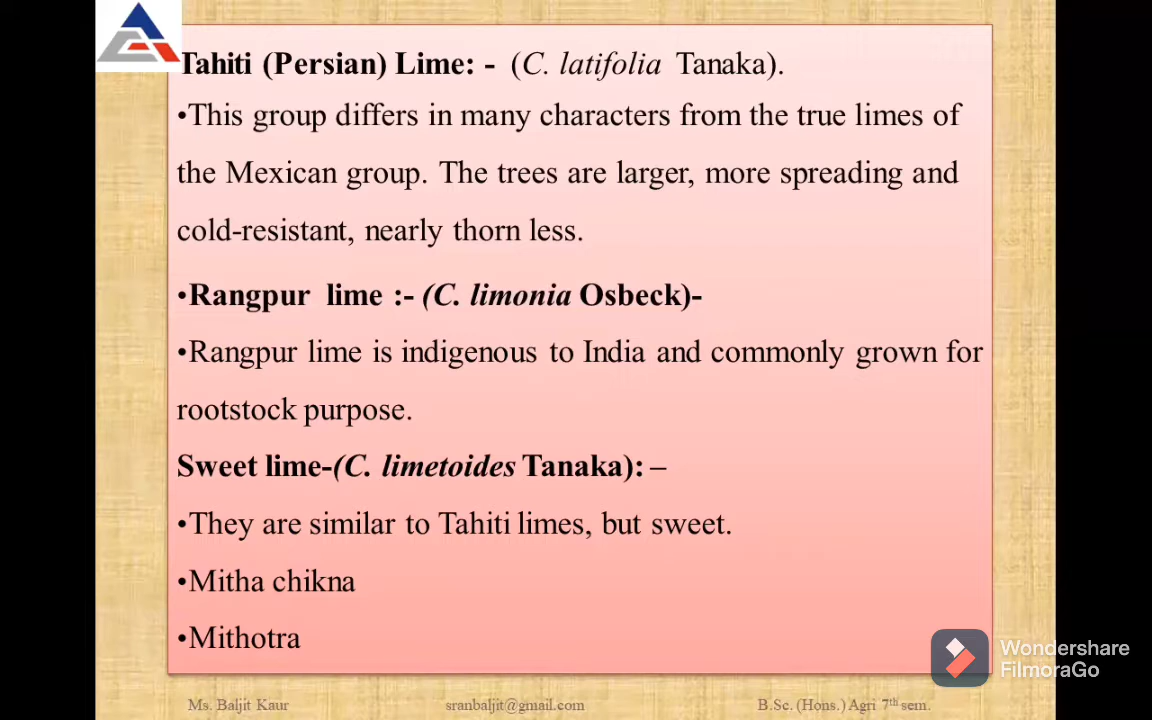 Tahiti (Persian) Lime: - (C. latifolia Tanaka).
•This group differs in many characters from the true limes of
the Mexican group. The trees are larger, more spreading and
cold-resistant, nearly thorn less.
•Rangpur lime :- (C. limonia Osbeck)-
•Rangpur lime is indigenous to India and commonly grown for
rootstock purpose.
Sweet lime-(C. limetoides Tanaka): –
•They are similar to Tahiti limes, but sweet.
•Mitha chikna
•Mithotra
Wondershare
FilmoraGo
Ms. Baljit Kaur sranbaljit@gmail.com B.Sc. (Hons.) Agri 7th sem.